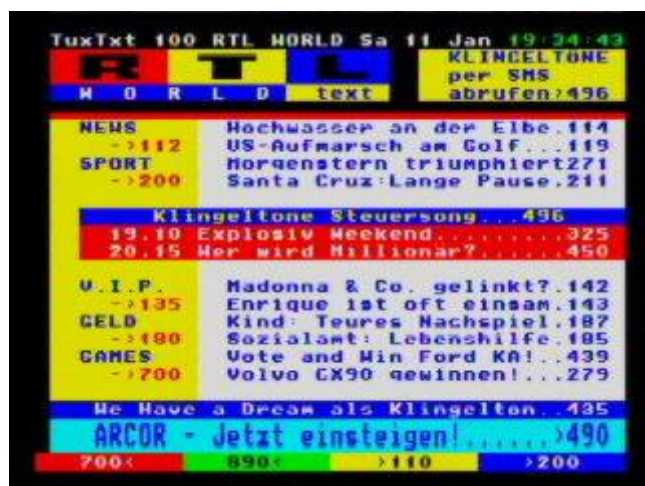 TuxTxt 100 RTL WORLD Sa 11 Jan 19:34:43
RTL
WORLD text
KLINGELTÖNE
per SMS
abrufen>496
NEWS Hochwasser an der Elbe.114
->112 US-Aufmarsch am Golf...119
SPORT Morgenstern triumphiert271
->200 Santa Cruz:Lange Pause.211
Klingeltöne Steuersong...496
19.10 Explosiv Weekend..........325
20.15 Wer wird Millionär?.......450
V.I.P. Madonna & Co. gelinkt?.142
->135 Enrique ist oft einsam.143
GELD Kind: Teures Nachspiel.187
->180 Sozialamt: Lebenshilfe.185
GAMES Vote and Win Ford KA!..439
->700 Volvo CX90 gewinnen!...279
We Have a Dream als Klingelton..435
ARCOR - Jetzt einsteigen!......>490
700< 890< >110 >200